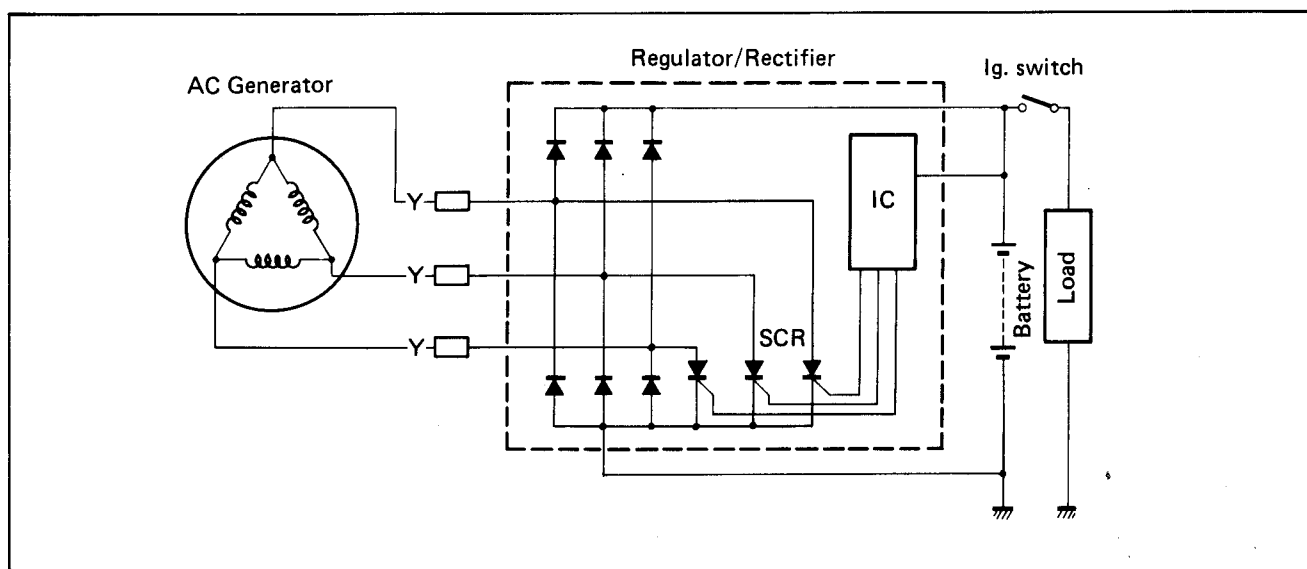 Regulator/Rectifier
Ig. switch
AC Generator
Y
IC
Y
Battery
Load
SCR
Y